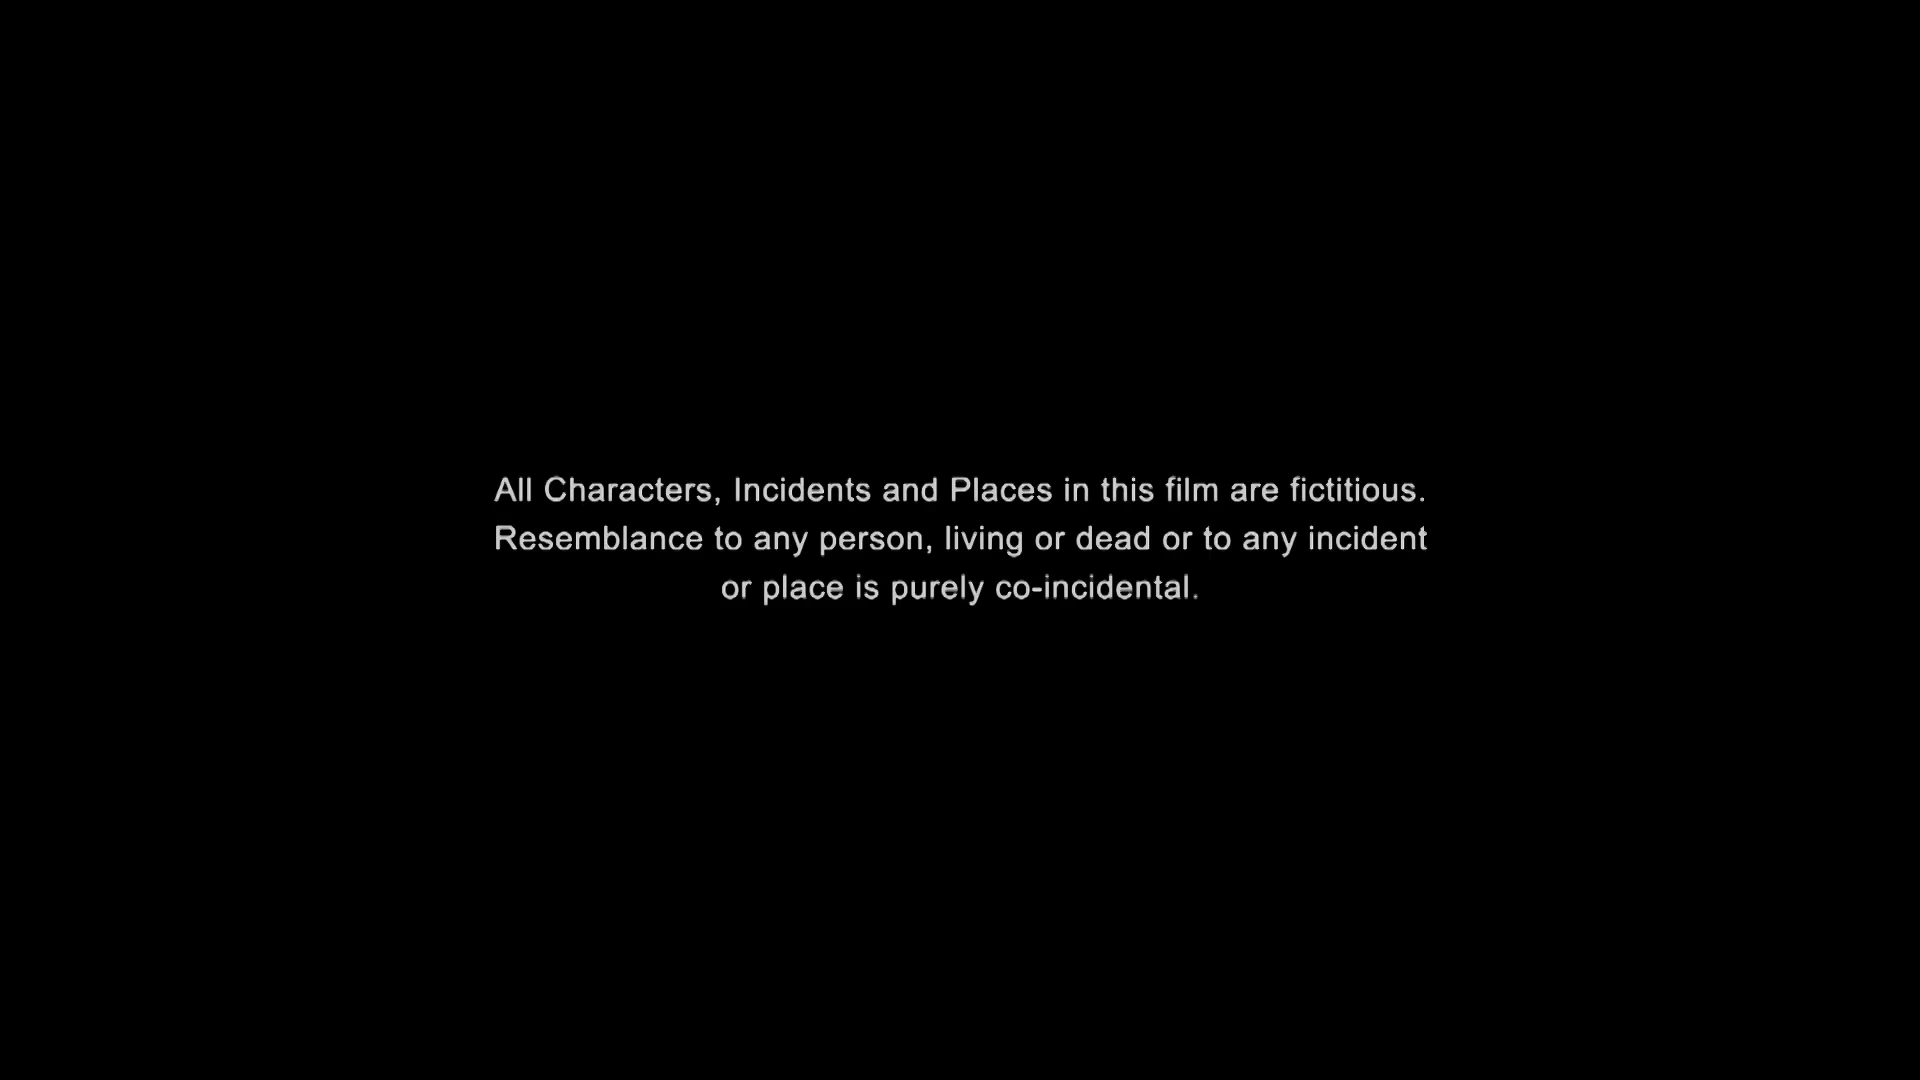 All Characters, Incidents and Places in this film are fictitious.
Resemblance to any person, living or dead or to any incident
or place is purely co-incidental.